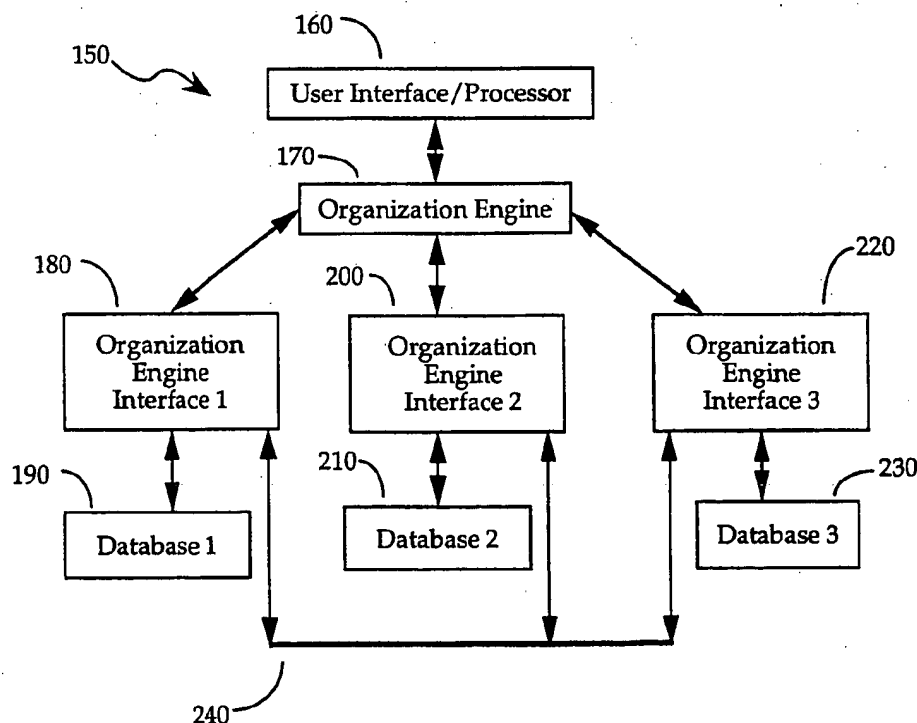 160
150
User Interface/Processor
170
Organization Engine
180
200
220
Organization
Engine
Interface 1
Organization
Engine
Interface 2
Organization
Engine
Interface 3
190
210
230
Database 1
Database 2
Database 3
240